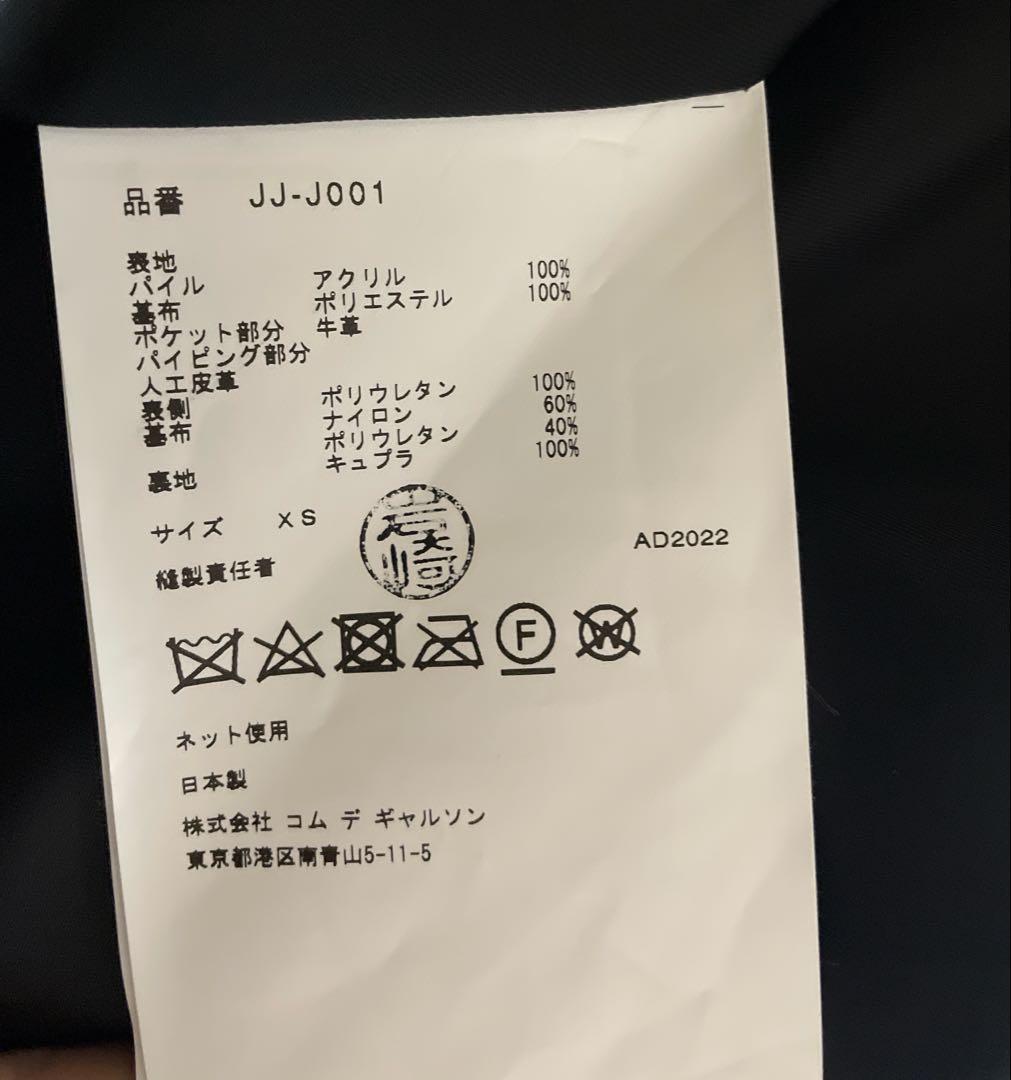 品番 JJ-J001
表地
パイル アクリル 100%
基布 ポリエステル 100%
ポケット部分 牛革
パイピング部分
人工皮革
表側 ポリウレタン 100%
基布 ナイロン 60%
ポリウレタン 40%
裏地 キュプラ 100%
サイズ XS
岩崎
AD2022
縫製責任者
F
W
ネット使用
日本製
株式会社 コム デ ギャルソン
東京都港区南青山5-11-5